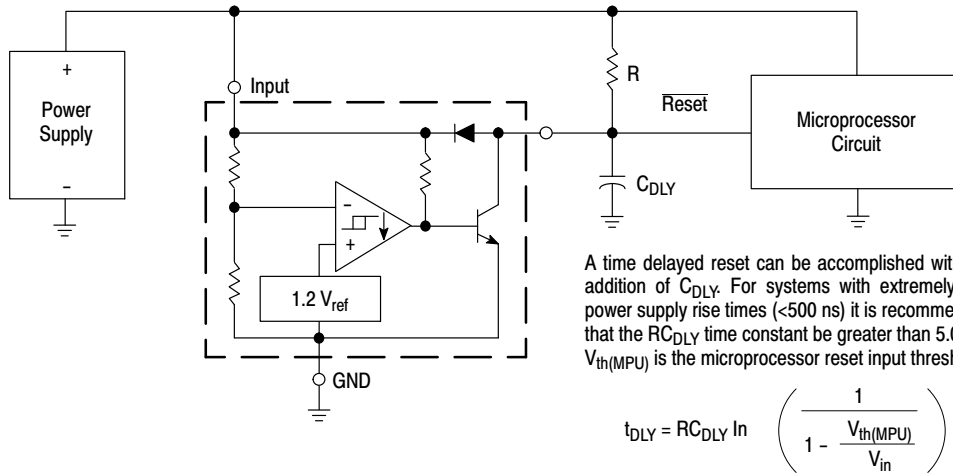 Power
Supply
+
−
Input
R
Reset
Microprocessor
Circuit
C_DLY
−
+
1.2 V_ref
GND
A time delayed reset can be accomplished wit
addition of C_DLY. For systems with extremely
power supply rise times (<500 ns) it is recomme
that the RC_DLY time constant be greater than 5.0
V_th(MPU) is the microprocessor reset input thresh
t_DLY = RC_DLY In ( 1 / ( 1 - V_th(MPU) / V_in ) )